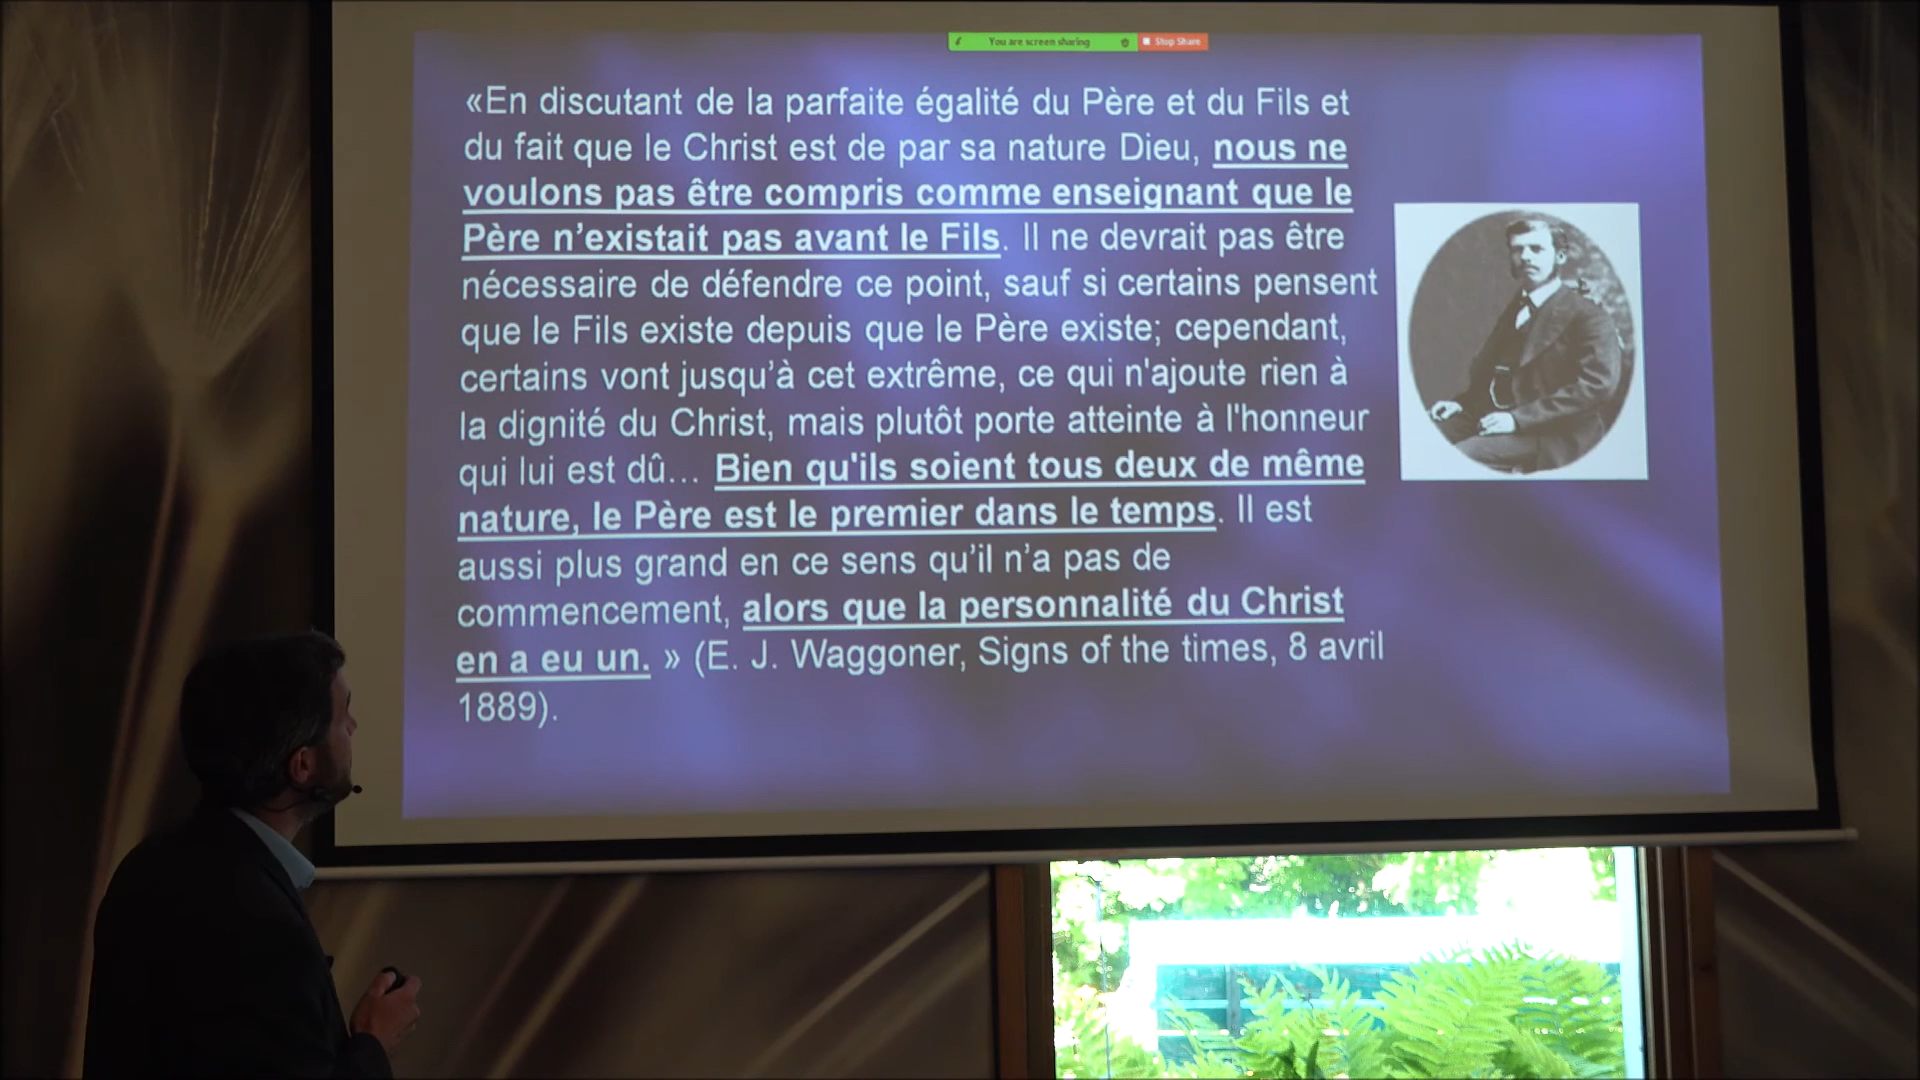 You are screen sharing
Stop Share
«En discutant de la parfaite égalité du Père et du Fils et
du fait que le Christ est de par sa nature Dieu, nous ne
voulons pas être compris comme enseignant que le
Père n’existait pas avant le Fils. Il ne devrait pas être
nécessaire de défendre ce point, sauf si certains pensent
que le Fils existe depuis que le Père existe; cependant,
certains vont jusqu’à cet extrême, ce qui n'ajoute rien à
la dignité du Christ, mais plutôt porte atteinte à l'honneur
qui lui est dû... Bien qu'ils soient tous deux de même
nature, le Père est le premier dans le temps. Il est
aussi plus grand en ce sens qu’il n’a pas de
commencement, alors que la personnalité du Christ
en a eu un. » (E. J. Waggoner, Signs of the times, 8 avril
1889).